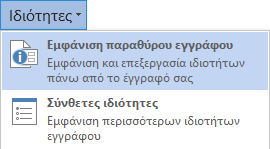 Ιδιότητες
Εμφάνιση παραθύρου εγγράφου
Εμφάνιση και επεξεργασία ιδιοτήτων
πάνω από το έγγραφό σας
Σύνθετες ιδιότητες
Εμφάνιση περισσότερων ιδιοτήτων
εγγράφου